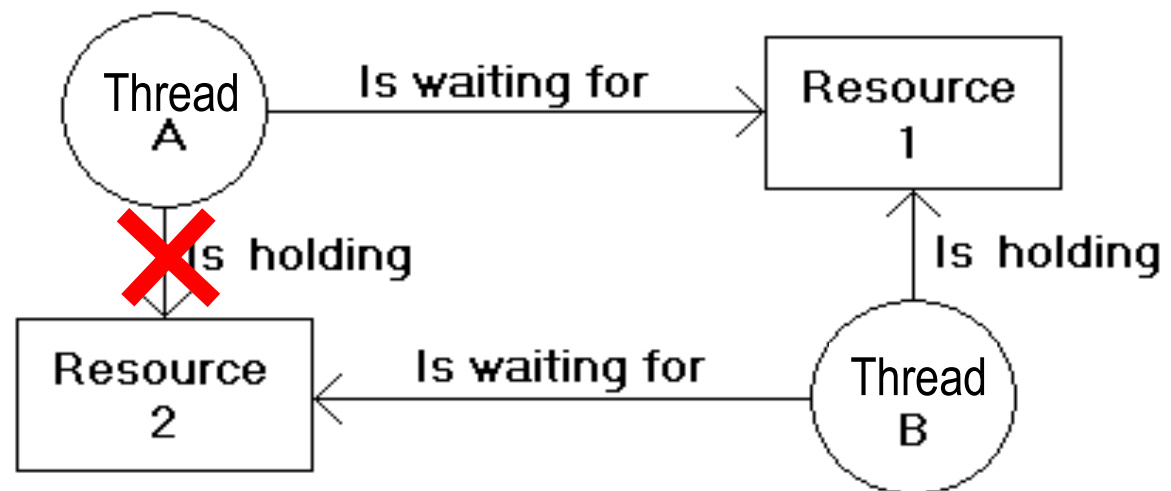 Thread
A
Is waiting for
Resource
1
Is holding
Is holding
Resource
2
Is waiting for
Thread
B